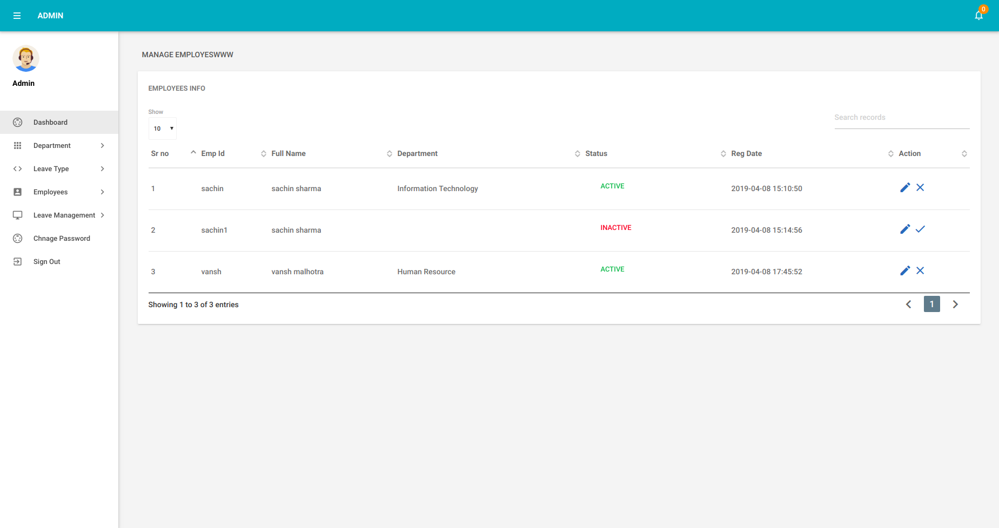 ADMIN
0
Admin
Dashboard
Department
Leave Type
Employees
Leave Management
Chnage Password
Sign Out
MANAGE EMPLOYESWWW
EMPLOYEES INFO
Show
10
Search records
Sr no Emp Id Full Name Department Status Reg Date Action
1 sachin sachin sharma Information Technology ACTIVE 2019-04-08 15:10:50
2 sachin1 sachin sharma INACTIVE 2019-04-08 15:14:56
3 vansh vansh malhotra Human Resource ACTIVE 2019-04-08 17:45:52
Showing 1 to 3 of 3 entries
1